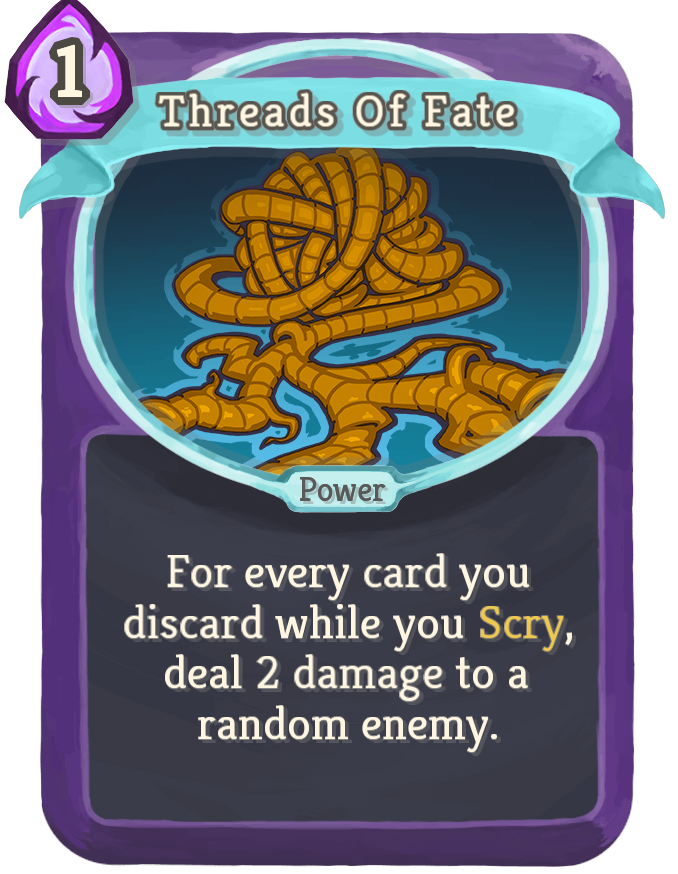 1
Threads Of Fate
Power
For every card you
discard while you Scry,
deal 2 damage to a
random enemy.